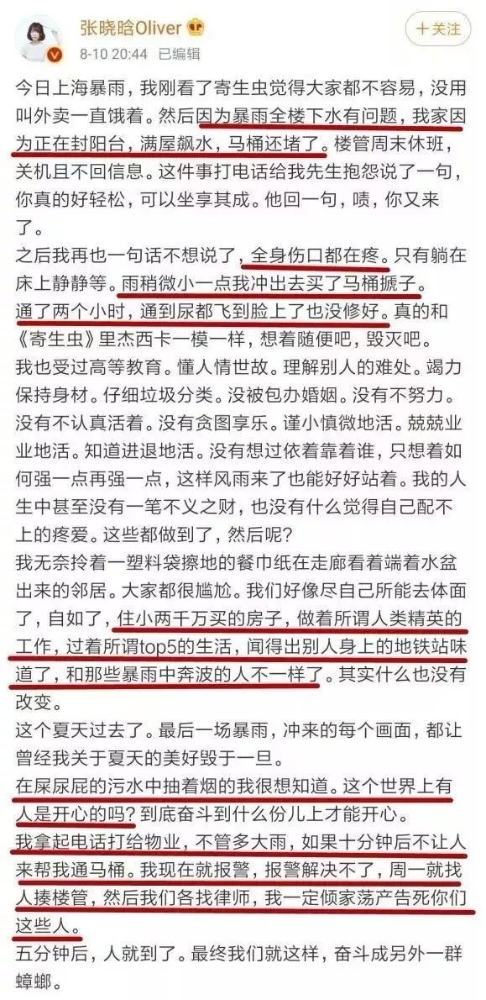 张晓晗Oliver
+关注
8-10 20:44 已编辑
今日上海暴雨，我刚看了寄生虫觉得大家都不容易，没用
叫外卖一直饿着。然后因为暴雨全楼下水有问题，我家因
为正在封阳台，满屋飙水，马桶还堵了。楼管周末休班，
关机且不回信息。这件事打电话给我先生抱怨说了一句，
你真的好轻松，可以坐享其成。他回一句，啧，你又来
了。
之后我再也一句话不想说了，全身伤口都在疼。只有躺在
床上静静等。雨稍微小一点我冲出去买了马桶搋子。
通了两个小时，通到尿都飞到脸上了也没修好。真的和
《寄生虫》里杰西卡一模一样，想着随便吧，毁灭吧。
我也受过高等教育。懂人情世故。理解别人的难处。竭力
保持身材。仔细垃圾分类。没被包办婚姻。没有不努力。
没有不认真活着。没有贪图享乐。谨小慎微地活。兢兢业
业地活。知道进退地活。没有想过依着靠着谁，只想着如
何强一点再强一点，这样风雨来了也能好好站着。我的人
生中甚至没有一笔不义之财，也没有什么觉得自己配不
上的疼爱。这些都做到了，然后呢？
我无奈拎着一塑料袋擦地的餐巾纸在走廊看着端着水盆
出来的邻居。大家都很尴尬。我们好像尽自己所能去体面
了，自如了，住小两千万买的房子，做着所谓人类精英的
工作，过着所谓top5的生活，闻得出别人身上的地铁站味
道了，和那些暴雨中奔波的人不一样了。其实什么也没有
改变。
这个夏天过去了。最后一场暴雨，冲来的每个画面，都让
曾经我关于夏天的美好毁于一旦。
在屎尿屁的污水中抽着烟的我很想知道。这个世界上有
人是开心的吗？到底奋斗到什么份儿上才能开心。
我拿起电话打给物业，不管多大雨，如果十分钟后不让人
来帮我通马桶。我现在就报警，报警解决不了，周一就找
人揍楼管，然后我们各找律师，我一定倾家荡产告死你们
这些人。
五分钟后，人就到了。最终我们就这样，奋斗成另外一群
蟑螂。